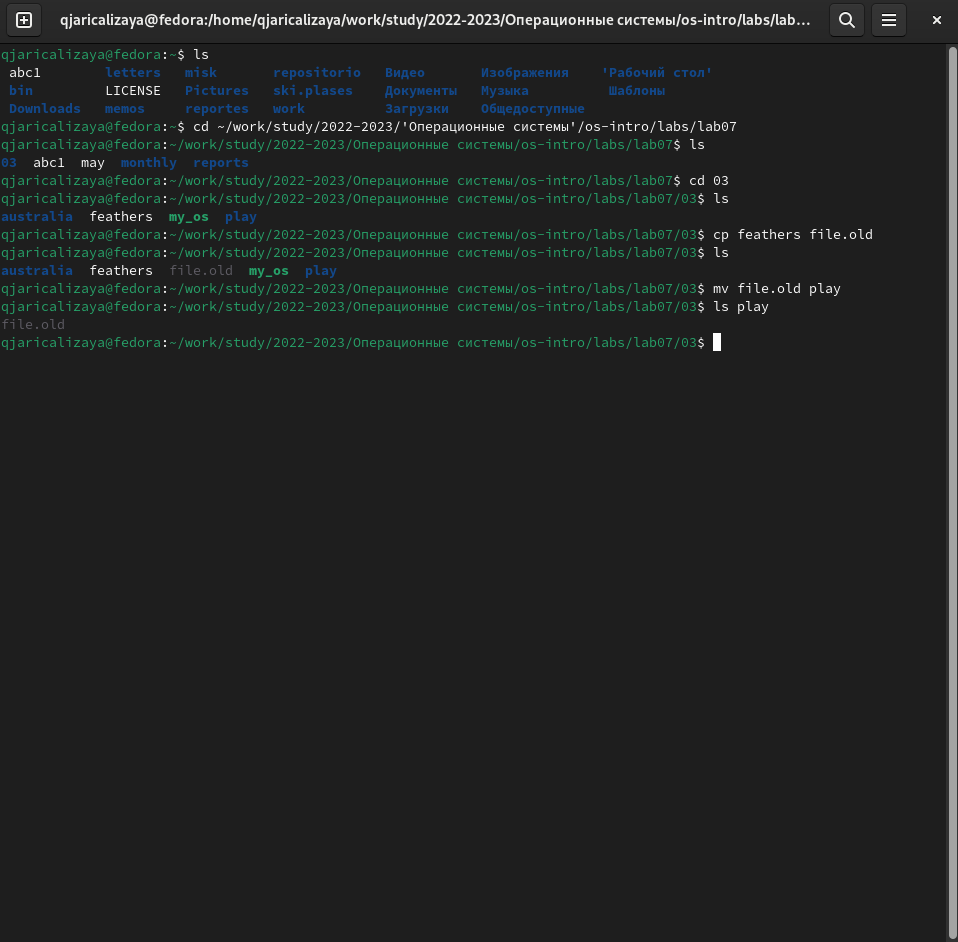 qjaricalizaya@fedora:/home/qjaricalizaya/work/study/2022-2023/Операционные системы/os-intro/labs/lab...
qjaricalizaya@fedora:~$ ls
abc1 letters misk repositorio Видео Изображения 'Рабочий стол'
bin LICENSE Pictures ski.plases Документы Музыка Шаблоны
Downloads memos reportes work Загрузки Общедоступные
qjaricalizaya@fedora:~$ cd ~/work/study/2022-2023/'Операционные системы'/os-intro/labs/lab07
qjaricalizaya@fedora:~/work/study/2022-2023/Операционные системы/os-intro/labs/lab07$ ls
03 abc1 may monthly reports
qjaricalizaya@fedora:~/work/study/2022-2023/Операционные системы/os-intro/labs/lab07$ cd 03
qjaricalizaya@fedora:~/work/study/2022-2023/Операционные системы/os-intro/labs/lab07/03$ ls
australia feathers my_os play
qjaricalizaya@fedora:~/work/study/2022-2023/Операционные системы/os-intro/labs/lab07/03$ cp feathers file.old
qjaricalizaya@fedora:~/work/study/2022-2023/Операционные системы/os-intro/labs/lab07/03$ ls
australia feathers file.old my_os play
qjaricalizaya@fedora:~/work/study/2022-2023/Операционные системы/os-intro/labs/lab07/03$ mv file.old play
qjaricalizaya@fedora:~/work/study/2022-2023/Операционные системы/os-intro/labs/lab07/03$ ls play
file.old
qjaricalizaya@fedora:~/work/study/2022-2023/Операционные системы/os-intro/labs/lab07/03$